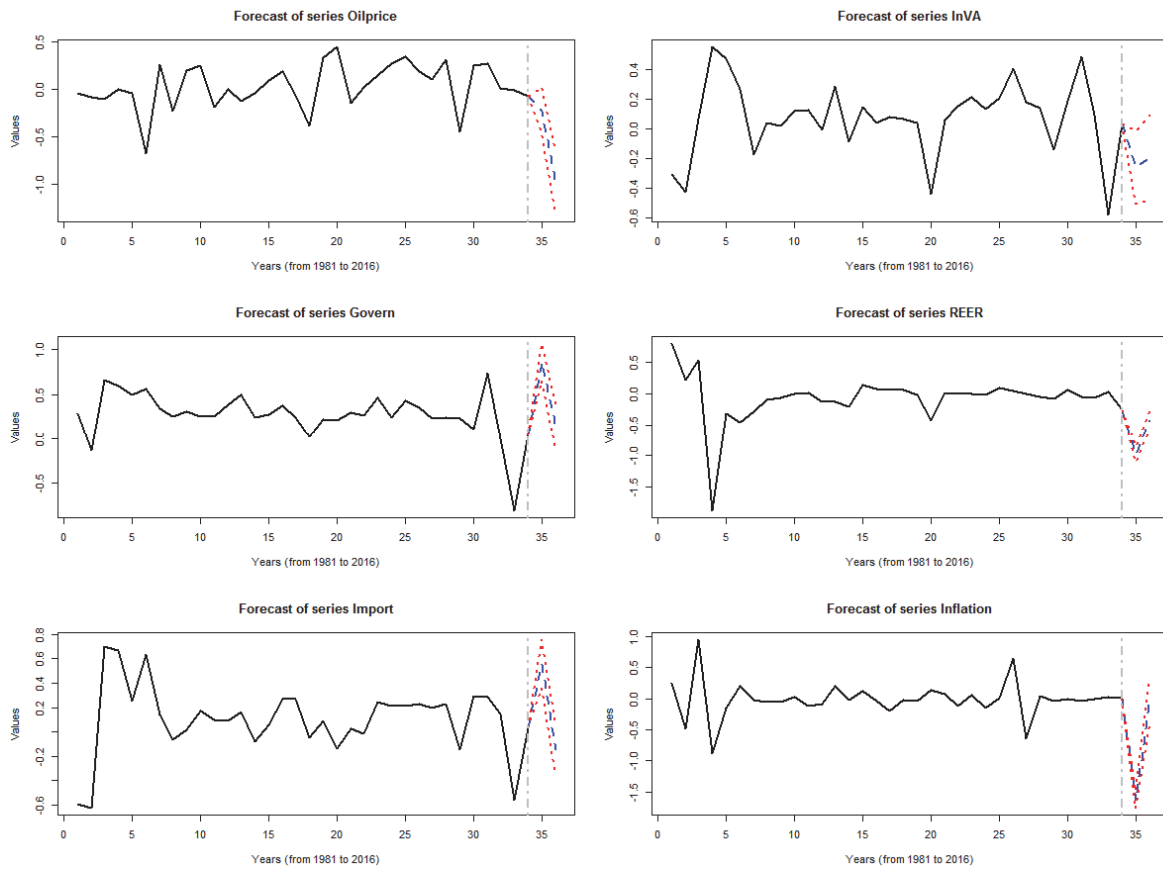 Forecast of series Oilprice
Values
0.5
0.0
-0.5
-1.0
0 5 10 15 20 25 30 35
Years (from 1981 to 2016)
Forecast of series InVA
Values
0.4
0.2
0.0
-0.2
-0.4
-0.6
0 5 10 15 20 25 30 35
Years (from 1981 to 2016)
Forecast of series Govern
Values
1.0
0.5
0.0
-0.5
0 5 10 15 20 25 30 35
Years (from 1981 to 2016)
Forecast of series REER
Values
0.5
0.0
-0.5
-1.0
-1.5
0 5 10 15 20 25 30 35
Years (from 1981 to 2016)
Forecast of series Import
Values
0.8
0.6
0.4
0.2
-0.2
-0.6
0 5 10 15 20 25 30 35
Years (from 1981 to 2016)
Forecast of series Inflation
Values
1.0
0.5
0.0
-0.5
-1.0
-1.5
0 5 10 15 20 25 30 35
Years (from 1981 to 2016)